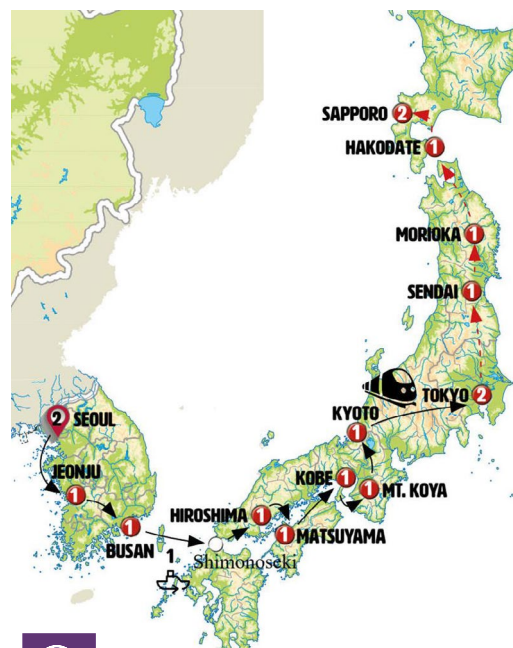 SAPPORO 2
HAKODATE 1
MORIOKA 1
SENDAI 1
TOKYO 2
KYOTO
1
2 SEOUL
KOBE 1
JEONJU
1
1 MT. KOYA
HIROSHIMA 1
1
BUSAN
1 MATSUYAMA
1
Shimonoseki